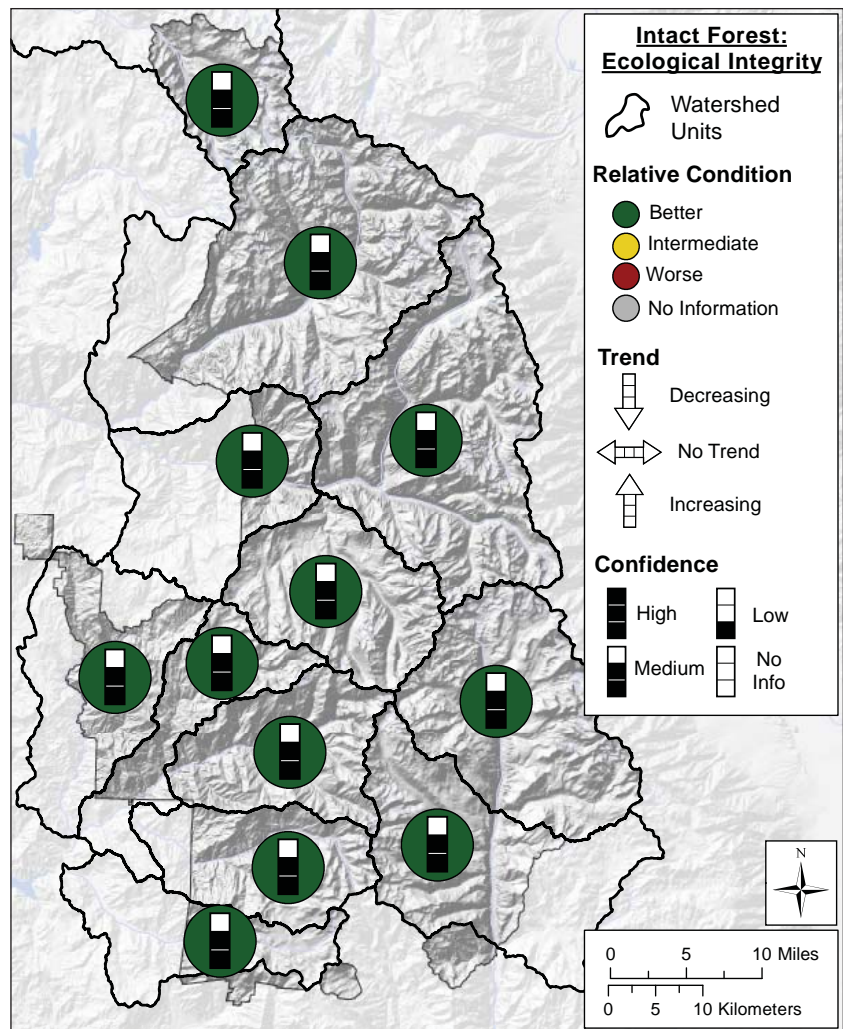 Intact Forest:
Ecological Integrity
Watershed
Units
Relative Condition
Better
Intermediate
Worse
No Information
Trend
Decreasing
No Trend
Increasing
Confidence
High
Low
Medium
No
Info
N
0 5 10 Miles
0 5 10 Kilometers